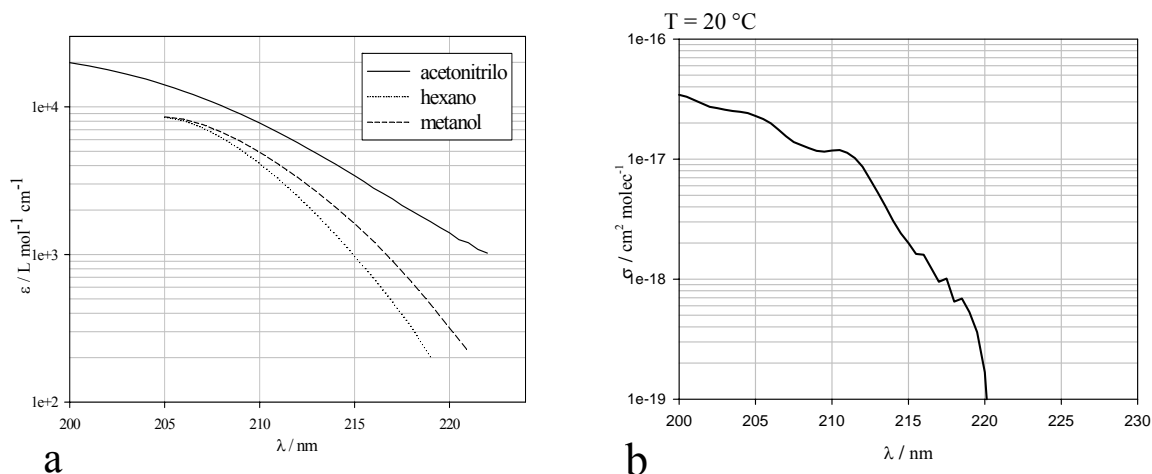 1e+4
1e+3
1e+2
ε / L mol⁻¹ cm⁻¹
acetonitrilo
hexano
metanol
200 205 210 215 220
λ / nm
a
T = 20 °C
1e-16
1e-17
1e-18
1e-19
σ / cm² molec⁻¹
200 205 210 215 220 225 230
λ / nm
b